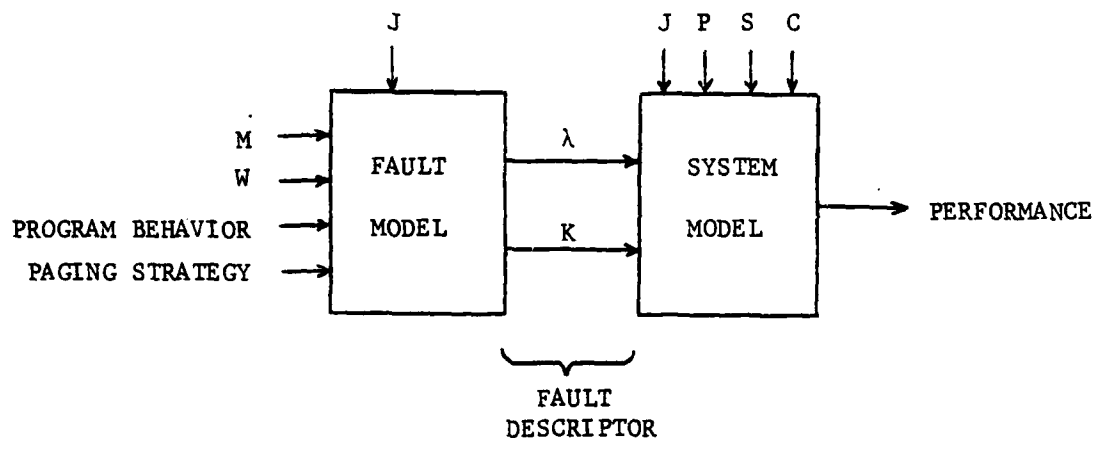 J
J P S C
M
W
PROGRAM BEHAVIOR
PAGING STRATEGY
FAULT
MODEL
λ
K
SYSTEM
MODEL
PERFORMANCE
FAULT
DESCRIPTOR